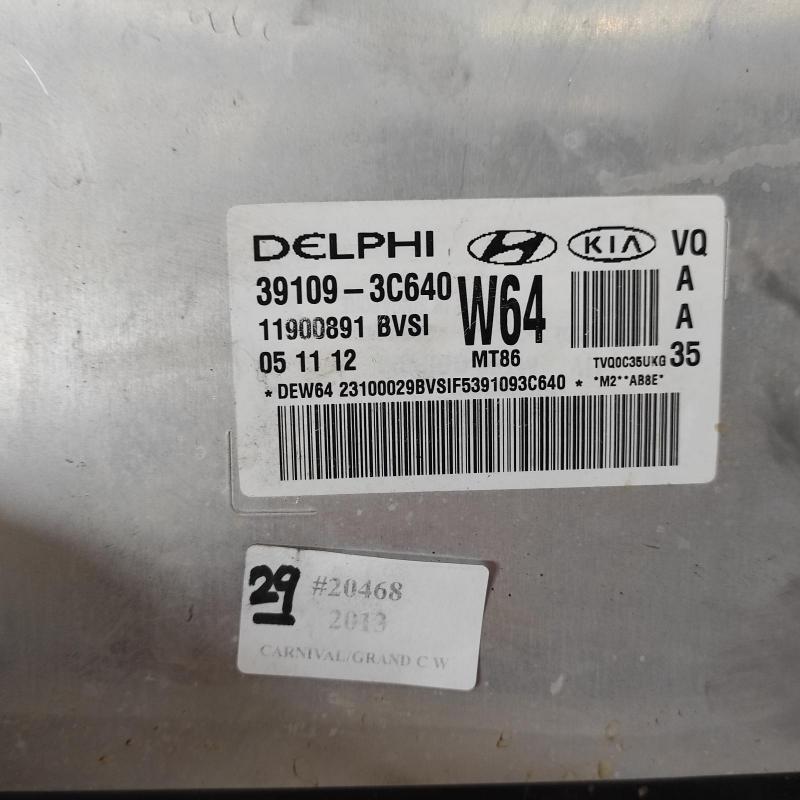 DELPHI H KIA VQ
39109-3C640 W64 A
11900891 BVSI A
05 11 12 MT86 TVQ0C35UKG 35
* DEW64 23100029BVSIF5391093C640 * *M2**AB8E*
29 #20468
2013
CARNIVAL/GRAND C W